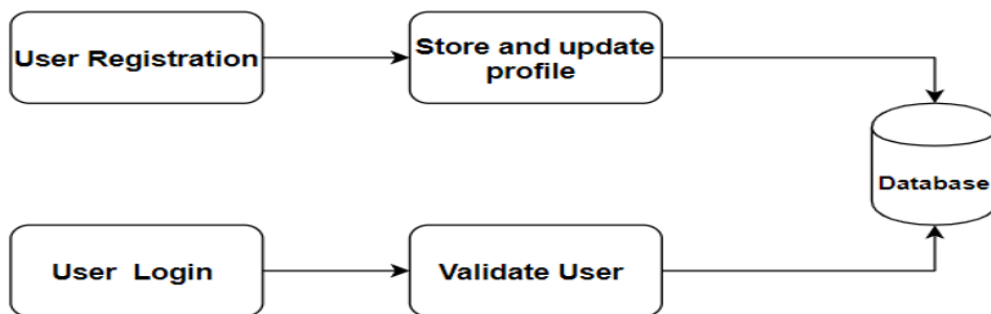 User Registration
Store and update
profile
Database
User Login
Validate User